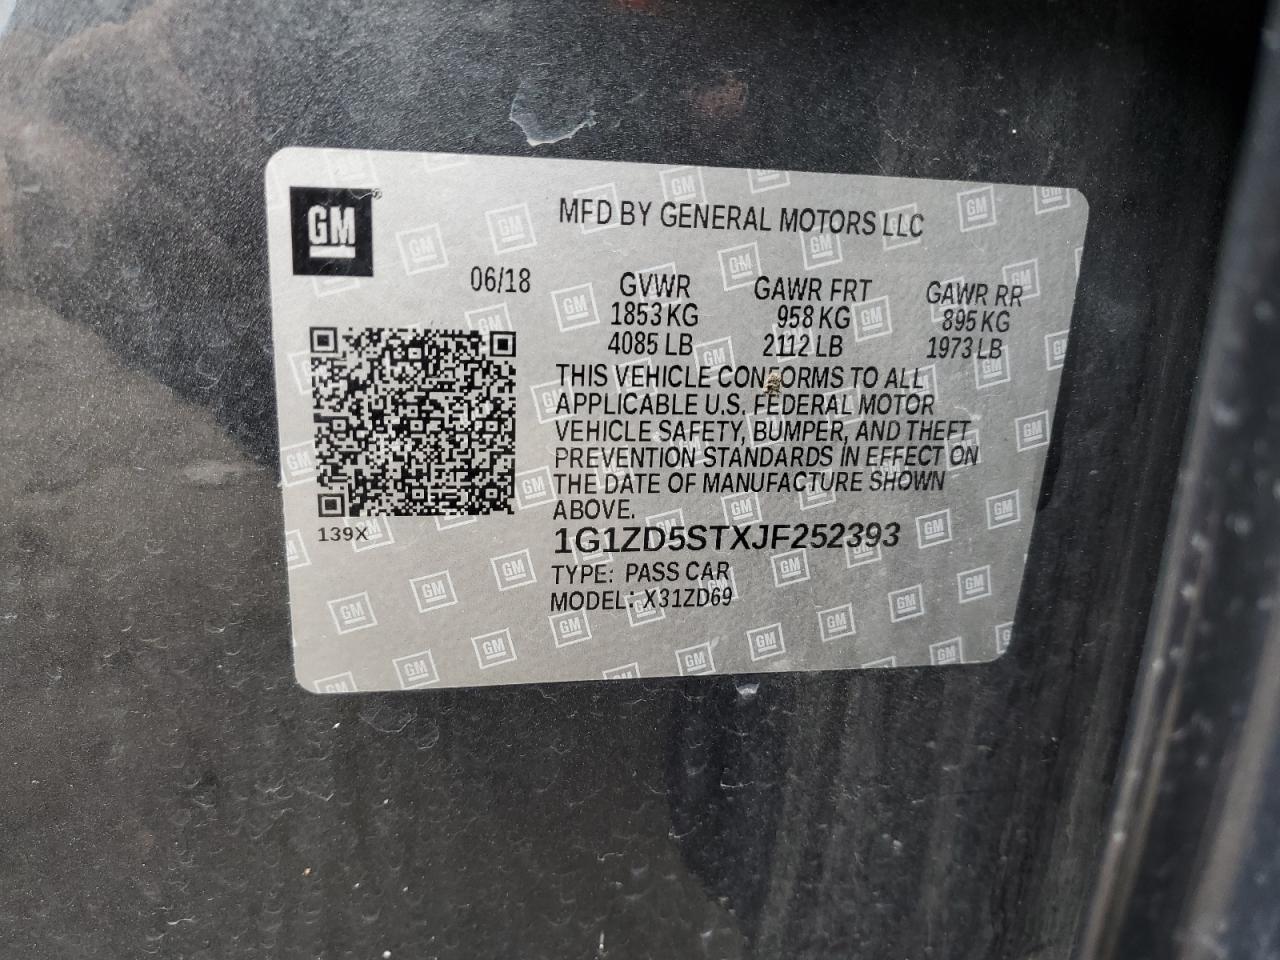 GM
MFD BY GENERAL MOTORS LLC
06/18 GVWR GAWR FRT GAWR RR
1853 KG 958 KG 895 KG
4085 LB 2112 LB 1973 LB
THIS VEHICLE CONFORMS TO ALL
APPLICABLE U.S. FEDERAL MOTOR
VEHICLE SAFETY, BUMPER, AND THEFT
PREVENTION STANDARDS IN EFFECT ON
THE DATE OF MANUFACTURE SHOWN
ABOVE.
139X
1G1ZD5STXJF252393
TYPE: PASS CAR
MODEL: X31ZD69